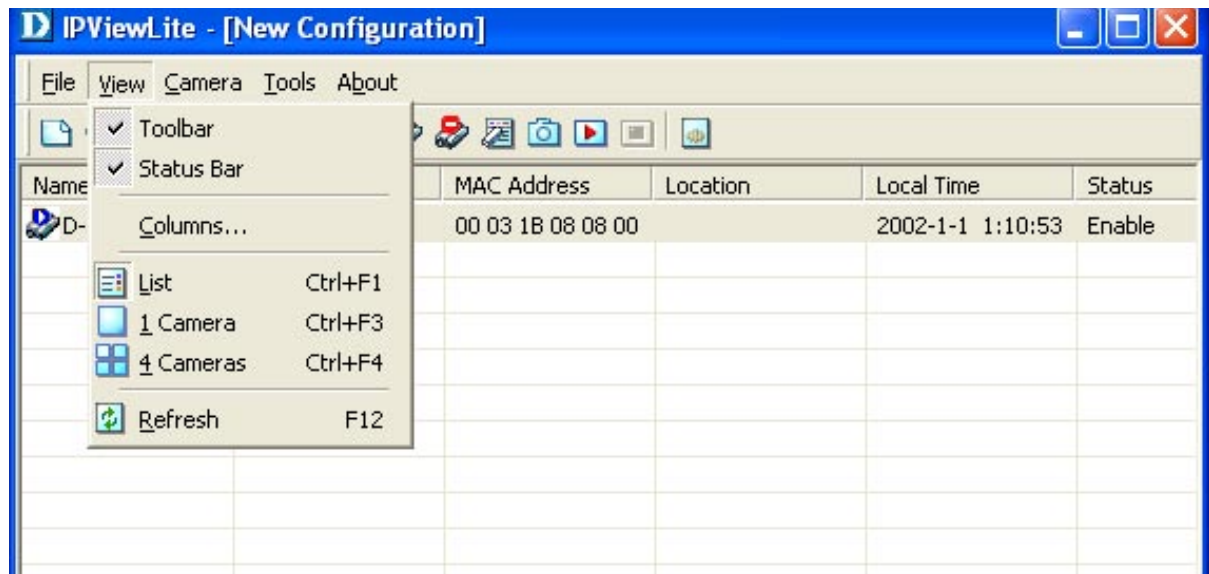 D IPViewLite - [New Configuration]
File View Camera Tools About
Toolbar
Status Bar
Columns...
List Ctrl+F1
1 Camera Ctrl+F3
4 Cameras Ctrl+F4
Refresh F12
Name MAC Address Location Local Time Status
D- 00 03 1B 08 08 00 2002-1-1 1:10:53 Enable